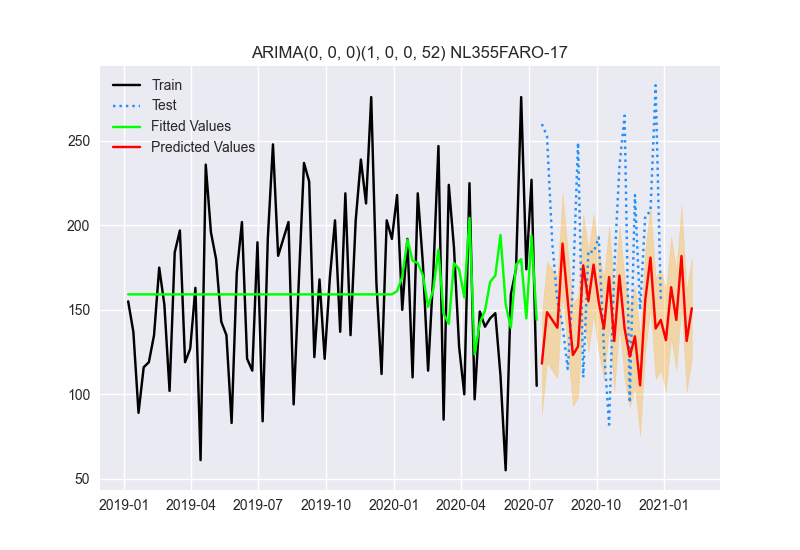 ARIMA(0, 0, 0)(1, 0, 0, 52) NL355FARO-17
Train
Test
Fitted Values
Predicted Values
250
200
150
100
50
2019-01 2019-04 2019-07 2019-10 2020-01 2020-04 2020-07 2020-10 2021-01